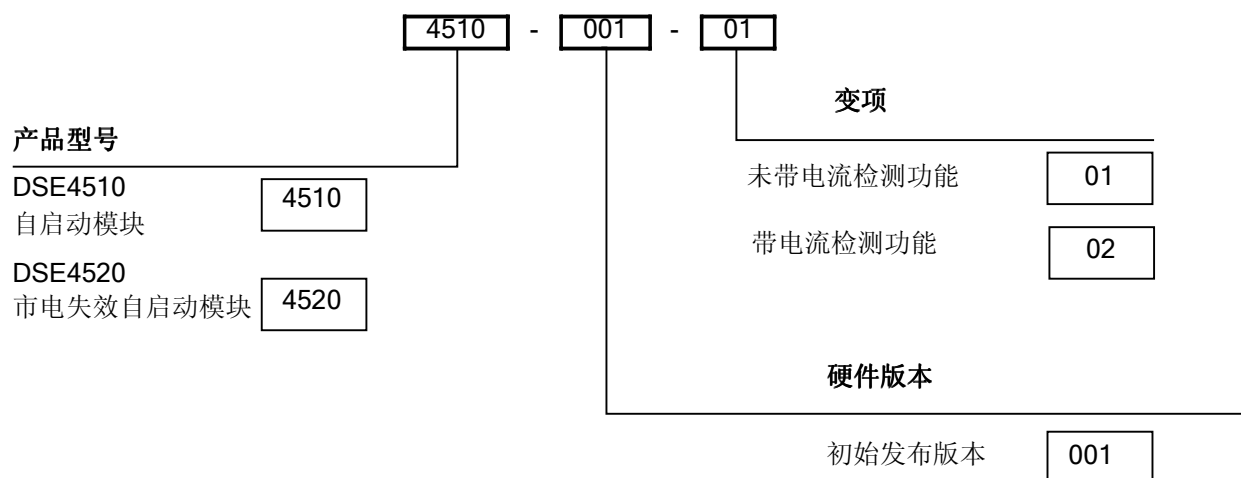 4510 - 001 - 01
变项
产品型号
未带电流检测功能 01
DSE4510
自启动模块 4510
带电流检测功能 02
DSE4520
市电失效自启动模块 4520
硬件版本
初始发布版本 001